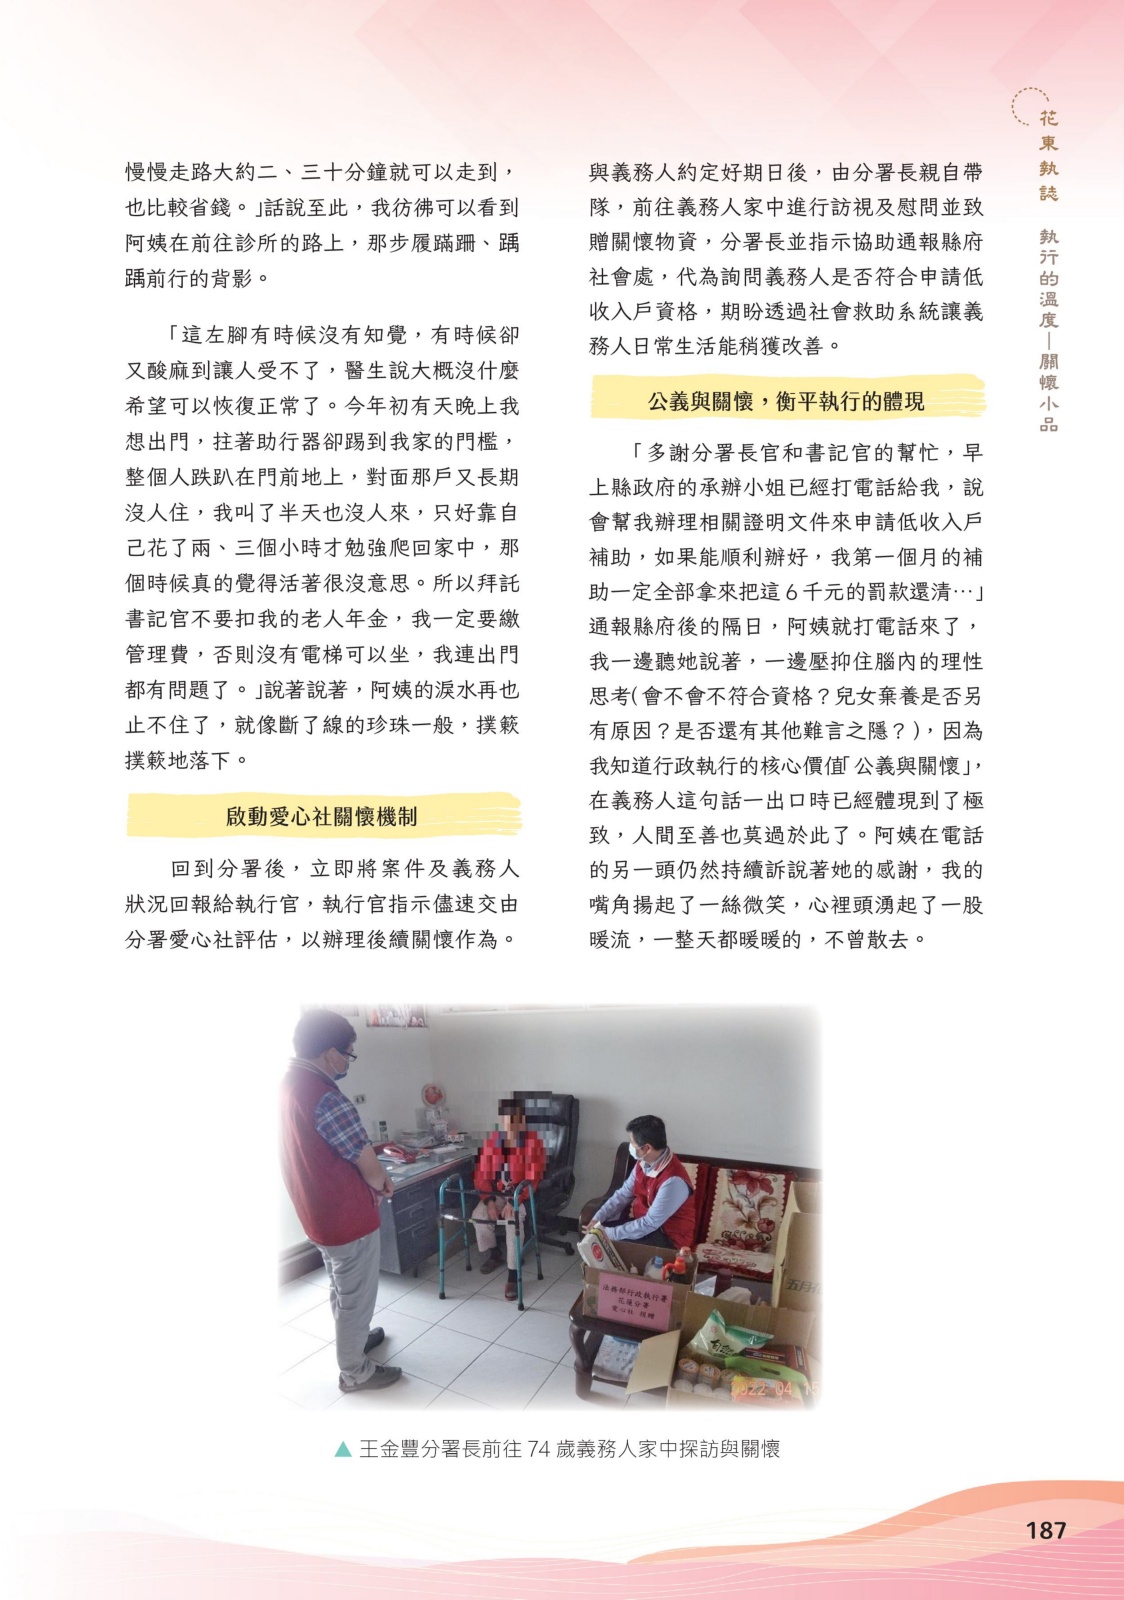 慢慢走路大約二、三十分鐘就可以走到，
也比較省錢。」話說至此，我彷彿可以看到
阿姨在前往診所的路上，那步履蹣跚、踽
踽前行的背影。
「這左腳有時候沒有知覺，有時候卻
又酸麻到讓人受不了，醫生說大概沒什麼
希望可以恢復正常了。今年初有天晚上我
想出門，拄著助行器卻踢到我家的門檻，
整個人跌趴在門前地上，對面那戶又長期
沒人住，我叫了半天也沒人來，只好靠自
己花了兩、三個小時才勉強爬回家中，那
個時候真的覺得活著很沒意思。所以拜託
書記官不要扣我的老人年金，我一定要繳
管理費，否則沒有電梯可以坐，我連出門
都有問題了。」說著說著，阿姨的淚水再也
止不住了，就像斷了線的珍珠一般，撲簌
撲簌地落下。
啟動愛心社關懷機制
回到分署後，立即將案件及義務人
狀況回報給執行官，執行官指示儘速交由
分署愛心社評估，以辦理後續關懷作為。
與義務人約定好期日後，由分署長親自帶
隊，前往義務人家中進行訪視及慰問並致
贈關懷物資，分署長並指示協助通報縣府
社會處，代為詢問義務人是否符合申請低
收入戶資格，期盼透過社會救助系統讓義
務人日常生活能稍獲改善。
公義與關懷，衡平執行的體現
「多謝分署長官和書記官的幫忙，早
上縣政府的承辦小姐已經打電話給我，說
會幫我辦理相關證明文件來申請低收入戶
補助，如果能順利辦好，我第一個月的補
助一定全部拿來把這 6 千元的罰款還清…」
通報縣府後的隔日，阿姨就打電話來了，
我一邊聽她說著，一邊壓抑住腦內的理性
思考(會不會不符合資格？兒女棄養是否另
有原因？是否還有其他難言之隱？)，因為
我知道行政執行的核心價值「公義與關懷」，
在義務人這句話一出口時已經體現到了極
致，人間至善也莫過於此了。阿姨在電話
的另一頭仍然持續訴說著她的感謝，我的
嘴角揚起了一絲微笑，心裡頭湧起了一股
暖流，一整天都暖暖的，不曾散去。
花東執誌 執行的溫度—關懷小品
法務部行政執行署
花蓮分署
愛心社 捐贈
五月花
2022 04 15
▲ 王金豐分署長前往 74 歲義務人家中探訪與關懷
187